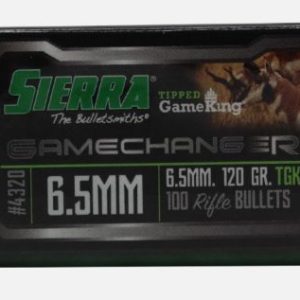 SIERRA
The Bulletsmiths®
TIPPED
GameKing
GAMECHANGER
#4320
6.5MM
6.5MM. 120 GR. TGK
100 Rifle BULLETS